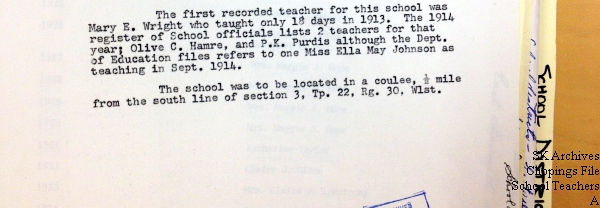 The first recorded teacher for this school was
Mary E. Wright who taught only 18 days in 1913.  The 1914
register of School officials lists 2 teachers for that
year; Olive C. Hamre, and P.K. Purdis although the Dept.
of Education files refers to one Miss Ella May Johnson as
teaching in Sept. 1914.
The school was to be located in a coulee, ½ mile
from the south line of section 3, Tp. 22, Rg. 30, W1st.
SCHOOL DISTRIC
SK Archives
Clippings File
School Teachers
A